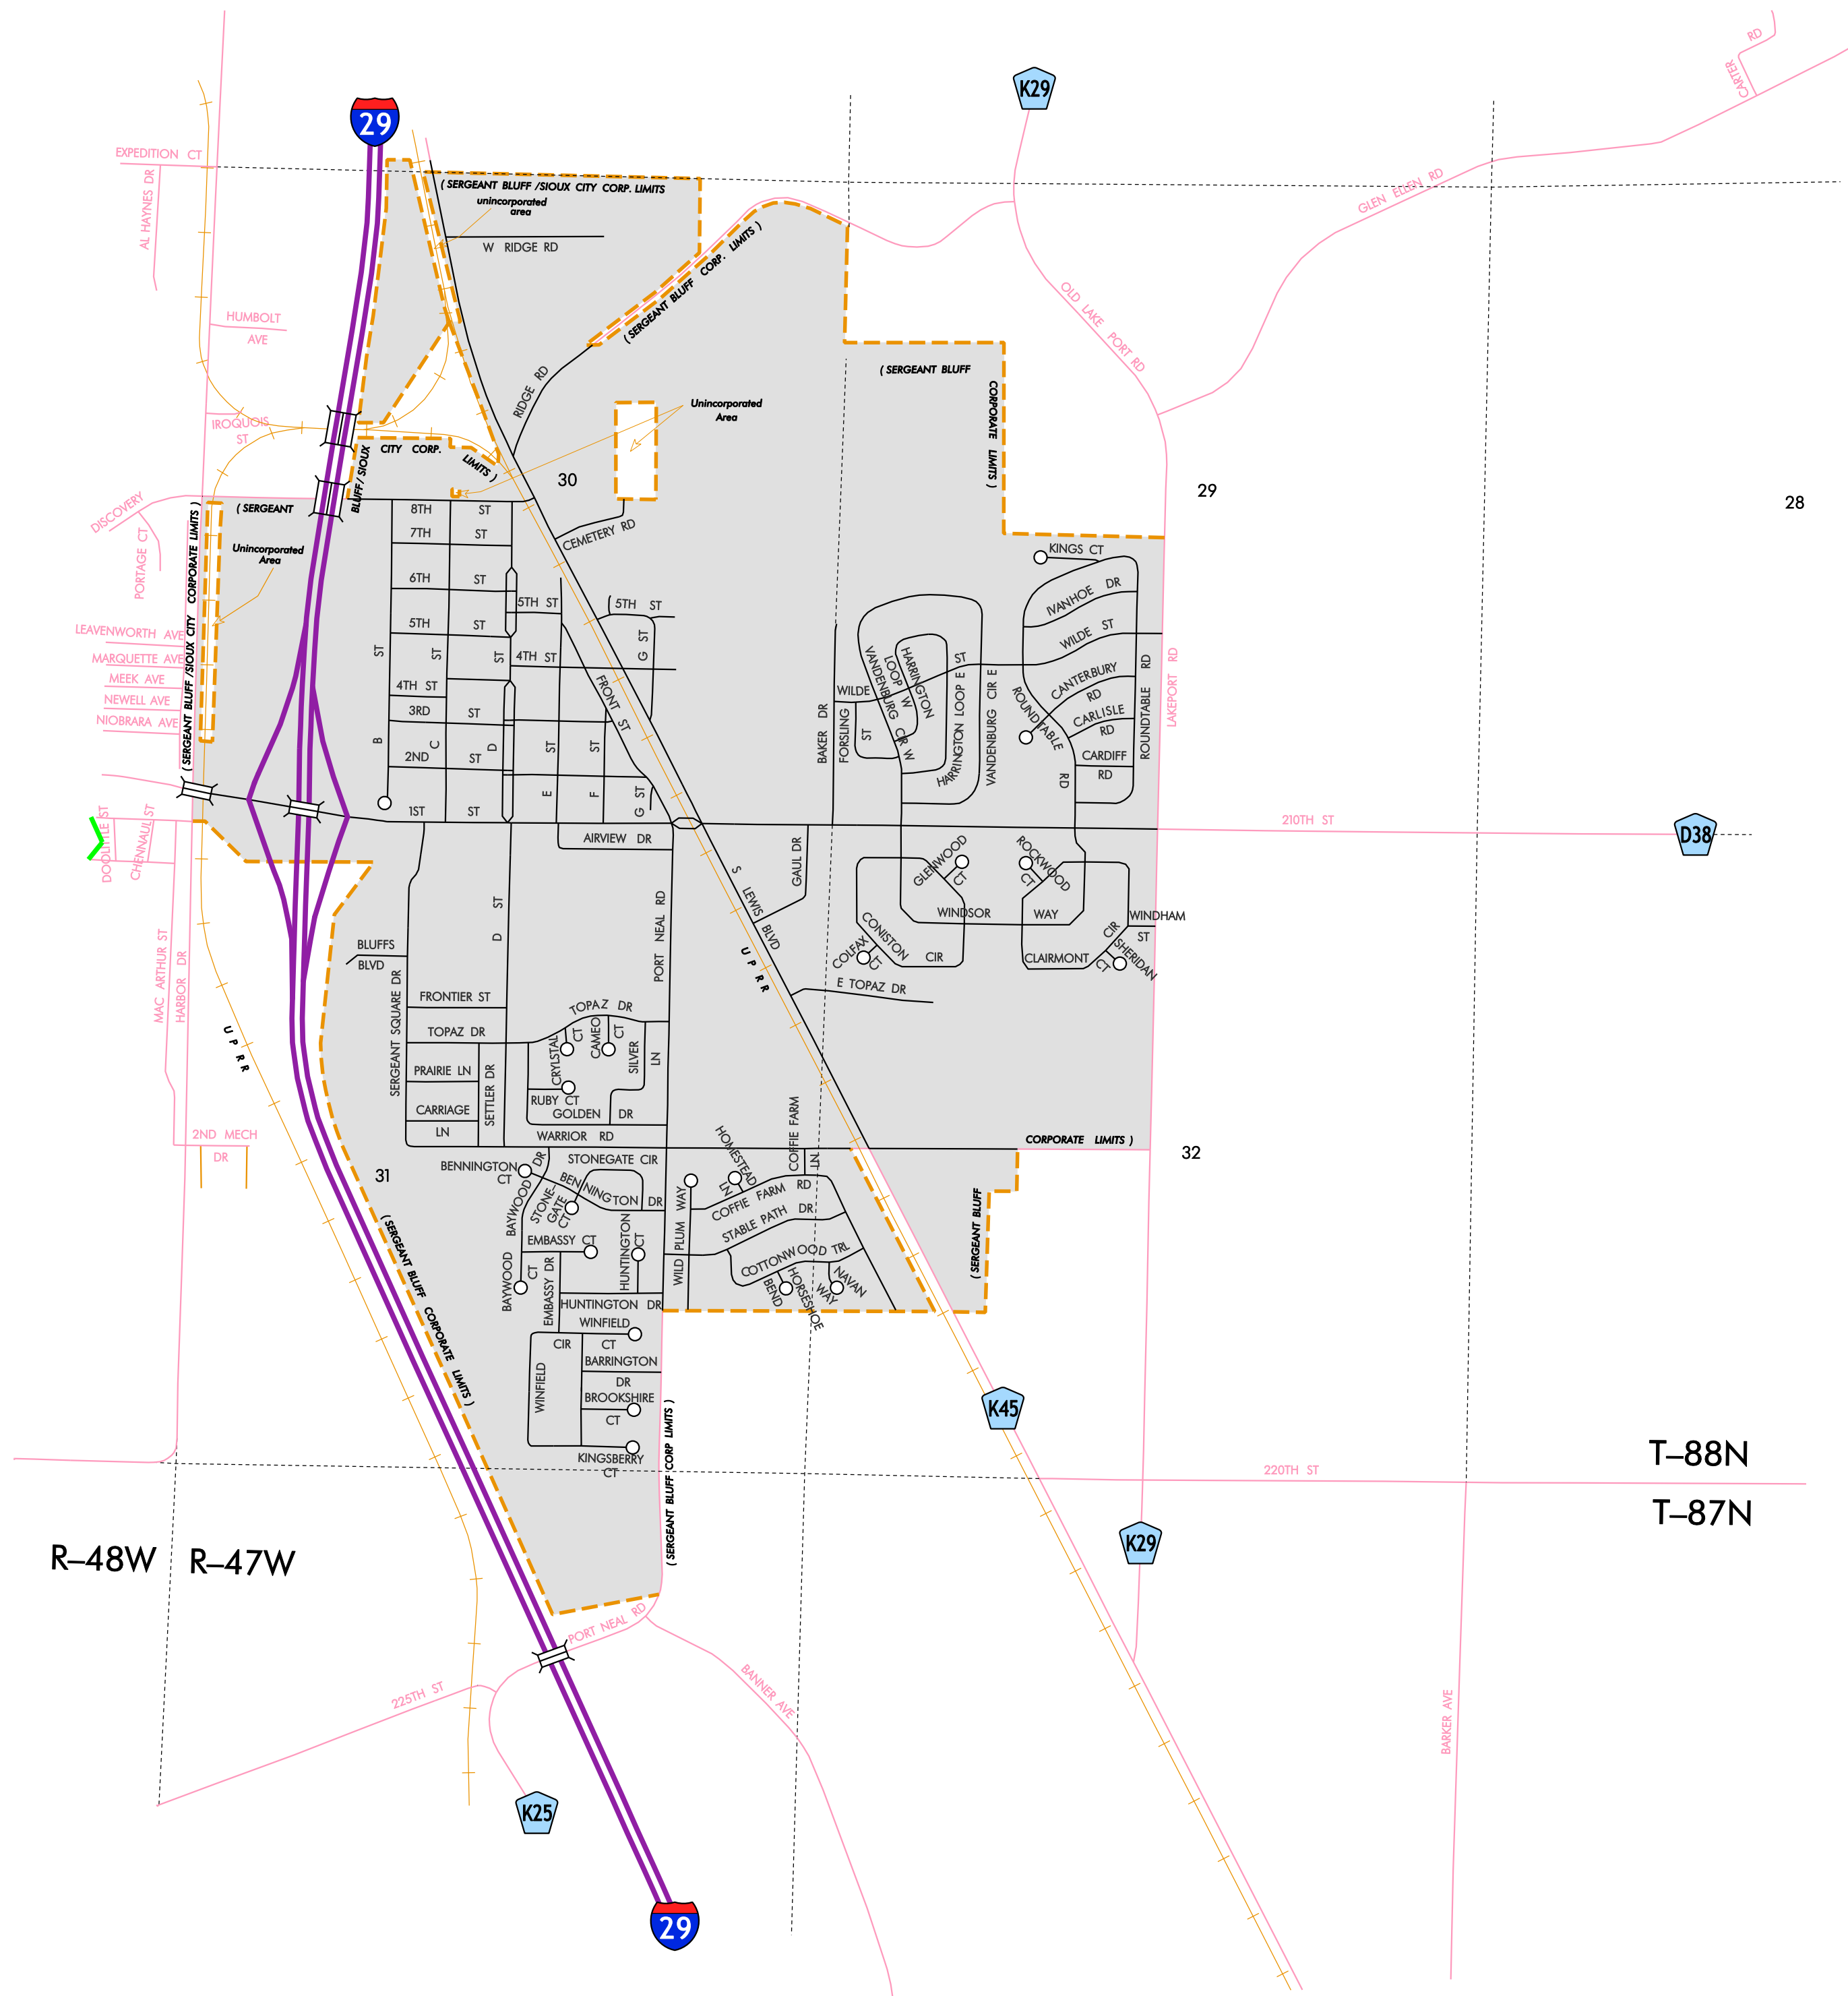 CARTER RD
K29
29
EXPEDITION CT
AL HAYNES DR
( SERGEANT BLUFF /SIOUX CITY CORP. LIMITS
unincorporated
area
W RIDGE RD
GLEN ELLEN RD
( SERGEANT BLUFF CORP. LIMITS )
OLD LAKE PORT RD
HUMBOLT
AVE
( SERGEANT BLUFF
CORPORATE LIMITS )
RIDGE RD
Unincorporated
Area
IROQUOIS
ST
BLUFF/ SIOUX
CITY CORP.
LIMITS )
30
29
28
DISCOVERY
PORTAGE CT
( SERGEANT
( SERGEANT BLUFF /SIOUX CITY CORPORATE LIMITS )
Unincorporated
Area
8TH ST
7TH ST
6TH ST
5TH ST
5TH ST
5TH ST
CEMETERY RD
KINGS CT
IVANHOE DR
WILDE ST
LEAVENWORTH AVE
MARQUETTE AVE
MEEK AVE
NEWELL AVE
NIOBRARA AVE
4TH ST
4TH ST
3RD ST
2ND ST
1ST ST
B ST
C ST
D ST
E ST
F ST
G ST
G ST
FRONT ST
WILDE ST
VANDENBURG CIR W
HARRINGTON
LOOP W
HARRINGTON LOOP E
VANDENBURG CIR E
BAKER DR
FORSLING
ST
ROUNDTABLE
RD
CANTERBURY
RD
CARLISLE
RD
CARDIFF
RD
ROUNDTABLE RD
LAKEPORT RD
DOOLITTLE ST
CHENNAUL ST
AIRVIEW DR
210TH ST
D38
GAUL DR
GLENWOOD
CT
ROCKWOOD
CT
WINDSOR WAY
WINDHAM
ST
CONISTON
CIR
COLFAX
CT
CLAIRMONT
CIR
SHERIDAN
CT
S LEWIS BLVD
U P R R
PORT NEAL RD
D ST
BLUFFS
BLVD
MAC ARTHUR ST
HARBOR DR
U P R R
SERGEANT SQUARE DR
FRONTIER ST
TOPAZ DR
TOPAZ DR
E TOPAZ DR
CRYLSTAL
CT
CAMEO
CT
SILVER
LN
PRAIRIE LN
SETTLER DR
RUBY CT
CARRIAGE
LN
GOLDEN DR
WARRIOR RD
2ND MECH
DR
CORPORATE LIMITS )
31
32
BENNINGTON
CT
STONEGATE CIR
BENNINGTON DR
BAYWOOD DR
STONE-
GATE
CT
HOMESTEAD
LN
COFFIE FARM
LN
COFFIE FARM RD
STABLE PATH DR
WILD PLUM WAY
EMBASSY CT
HUNTINGTON
CT
COTTONWOOD TRL
BAYWOOD
CT
EMBASSY DR
HORSESHOE
BEND
NAVAN
WAY
( SERGEANT BLUFF
( SERGEANT BLUFF CORPORATE LIMITS )
HUNTINGTON DR
WINFIELD
CT
CIR
WINFIELD
BARRINGTON
DR
BROOKSHIRE
CT
KINGSBERRY
CT
( SERGEANT BLUFF CORP LIMITS )
K45
220TH ST
T–88N
T–87N
R–48W
R–47W
K29
PORT NEAL RD
225TH ST
BANNER AVE
BARKER AVE
K25
29